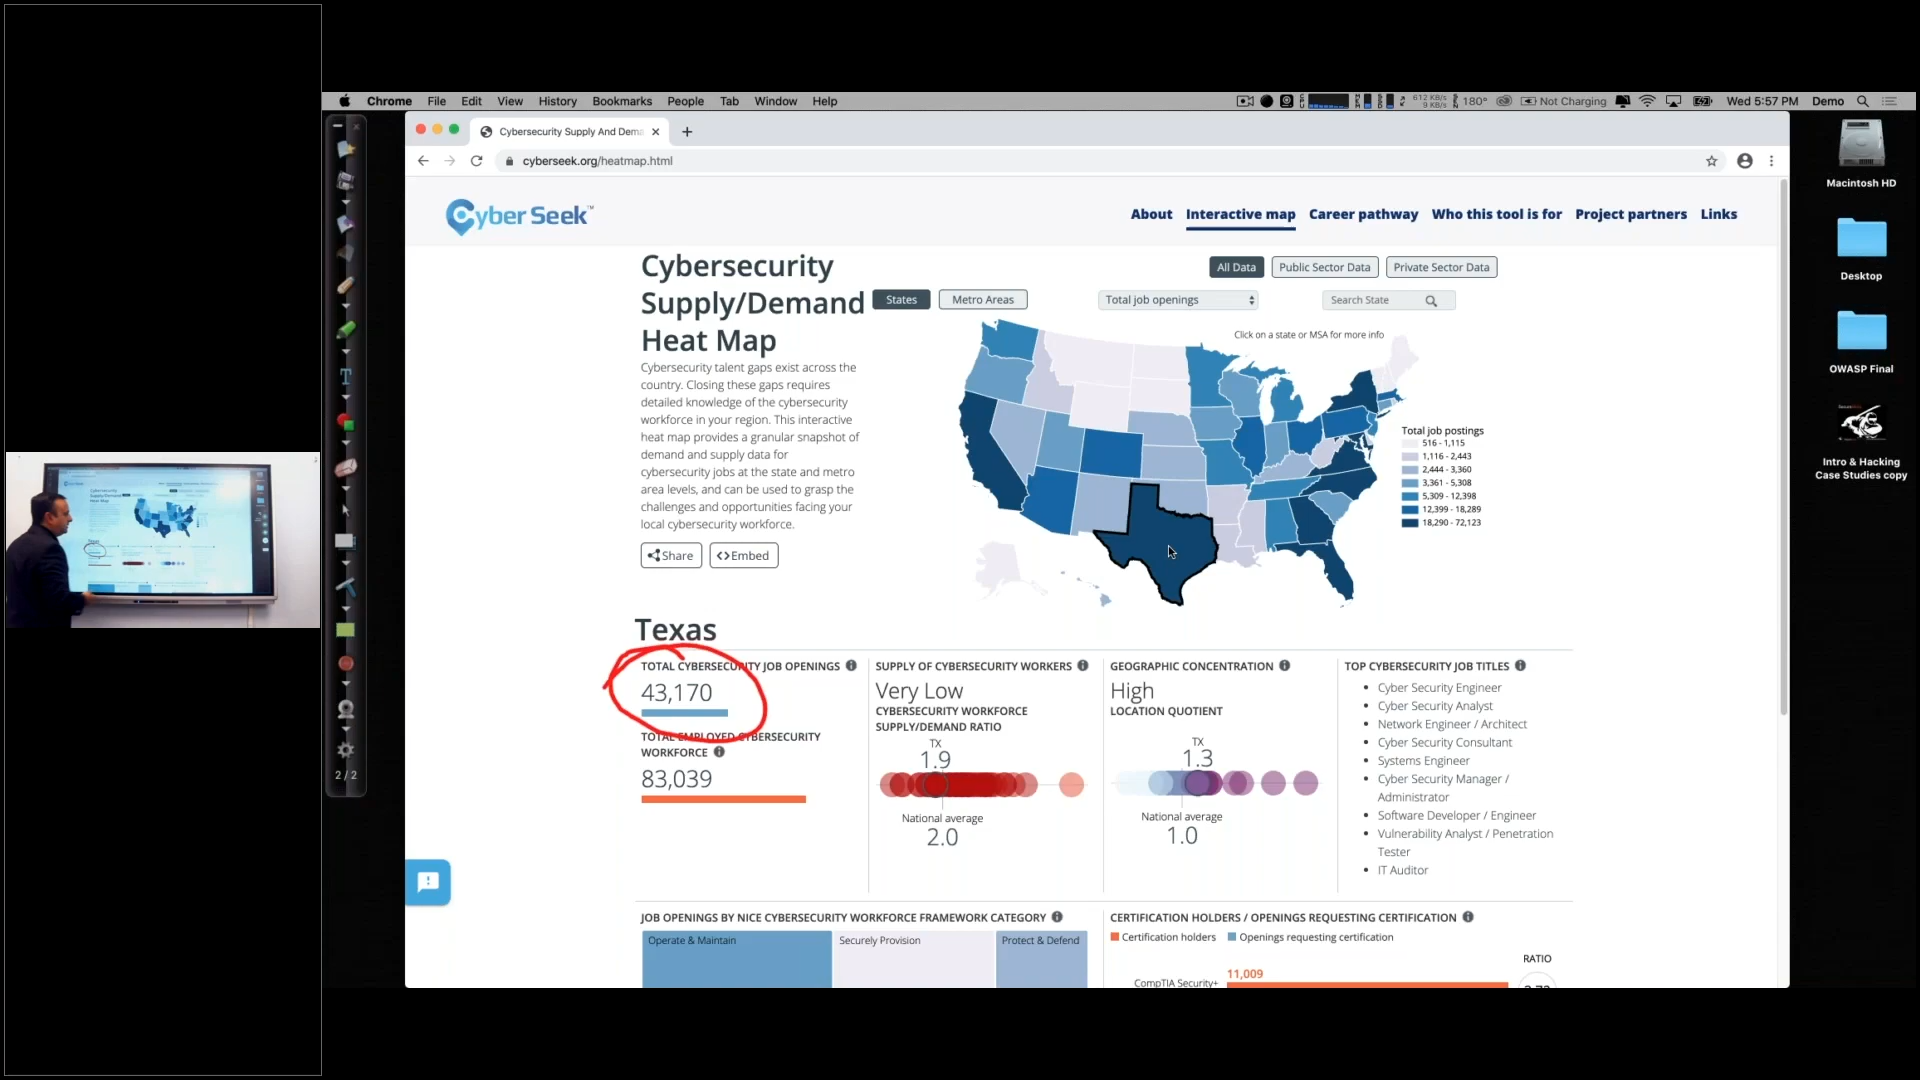 Chrome File Edit View History Bookmarks People Tab Window Help
612 KB/s
9 KB/s
180° Not Charging Wed 5:57 PM Demo
Cybersecurity Supply And Dema
cyberseek.org/heatmap.html
Cyber Seek™
About Interactive map Career pathway Who this tool is for Project partners Links
Cybersecurity
Supply/Demand
Heat Map
All Data Public Sector Data Private Sector Data
States Metro Areas Total job openings Search State
Click on a state or MSA for more info
Cybersecurity talent gaps exist across the
country. Closing these gaps requires
detailed knowledge of the cybersecurity
workforce in your region. This interactive
heat map provides a granular snapshot of
demand and supply data for
cybersecurity jobs at the state and metro
area levels, and can be used to grasp the
challenges and opportunities facing your
local cybersecurity workforce.
Share Embed
Total job postings
516 - 1,115
1,116 - 2,443
2,444 - 3,360
3,361 - 5,308
5,309 - 12,398
12,399 - 18,289
18,290 - 72,123
Texas
TOTAL CYBERSECURITY JOB OPENINGS
43,170
TOTAL EMPLOYED CYBERSECURITY
WORKFORCE
83,039
SUPPLY OF CYBERSECURITY WORKERS
Very Low
CYBERSECURITY WORKFORCE
SUPPLY/DEMAND RATIO
TX
1.9
National average
2.0
GEOGRAPHIC CONCENTRATION
High
LOCATION QUOTIENT
TX
1.3
National average
1.0
TOP CYBERSECURITY JOB TITLES
Cyber Security Engineer
Cyber Security Analyst
Network Engineer / Architect
Cyber Security Consultant
Systems Engineer
Cyber Security Manager /
Administrator
Software Developer / Engineer
Vulnerability Analyst / Penetration
Tester
IT Auditor
JOB OPENINGS BY NICE CYBERSECURITY WORKFORCE FRAMEWORK CATEGORY
Operate & Maintain Securely Provision Protect & Defend
CERTIFICATION HOLDERS / OPENINGS REQUESTING CERTIFICATION
Certification holders Openings requesting certification
RATIO
11,009
CompTIA Security+
2 / 2
Macintosh HD
Desktop
OWASP Final
Intro & Hacking
Case Studies copy